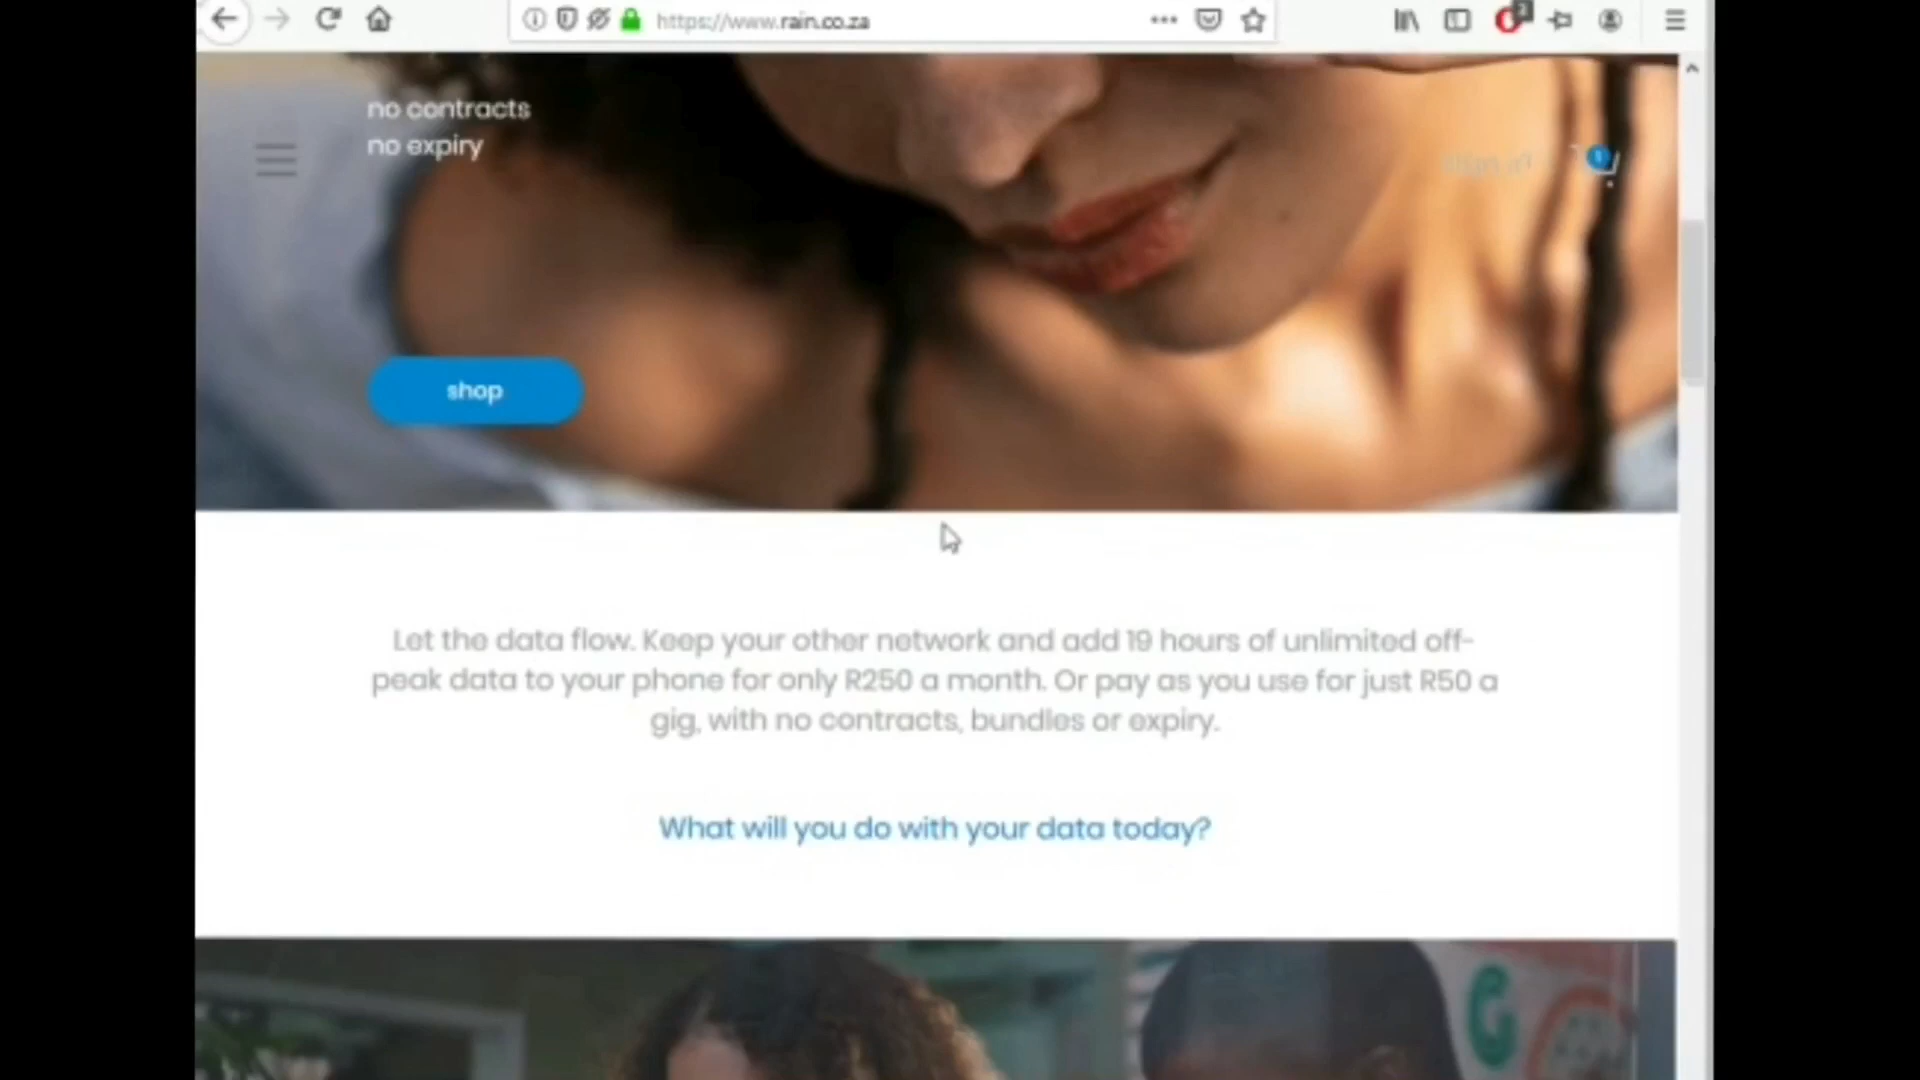 https://www.rain.co.za
no contracts
no expiry
shop
Let the data flow. Keep your other network and add 19 hours of unlimited off-
peak data to your phone for only R250 a month. Or pay as you use for just R50 a
gig, with no contracts, bundles or expiry.
What will you do with your data today?
G